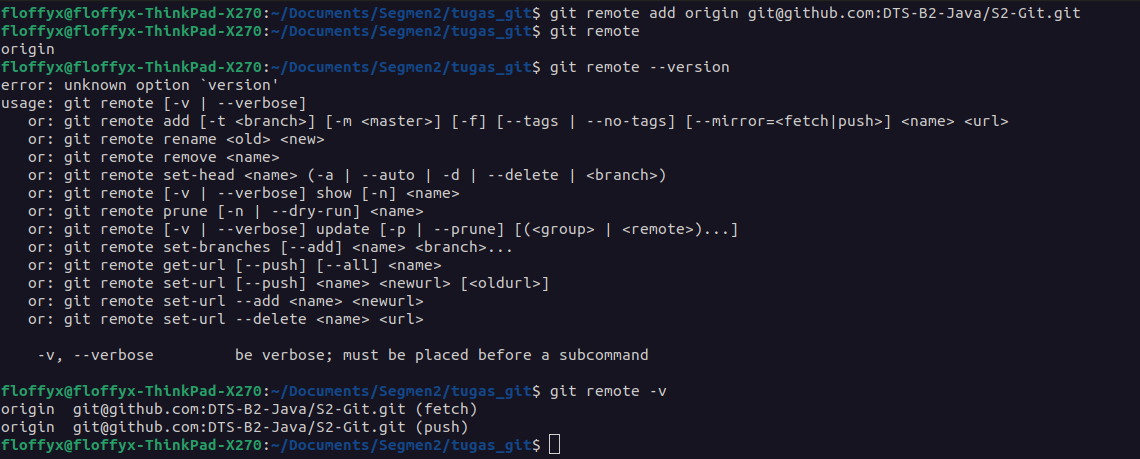 floffyx@floffyx-ThinkPad-X270:~/Documents/Segmen2/tugas_git$ git remote add origin git@github.com:DTS-B2-Java/S2-Git.git
floffyx@floffyx-ThinkPad-X270:~/Documents/Segmen2/tugas_git$ git remote
origin
floffyx@floffyx-ThinkPad-X270:~/Documents/Segmen2/tugas_git$ git remote --version
error: unknown option `version'
usage: git remote [-v | --verbose]
   or: git remote add [-t <branch>] [-m <master>] [-f] [--tags | --no-tags] [--mirror=<fetch|push>] <name> <url>
   or: git remote rename <old> <new>
   or: git remote remove <name>
   or: git remote set-head <name> (-a | --auto | -d | --delete | <branch>)
   or: git remote [-v | --verbose] show [-n] <name>
   or: git remote prune [-n | --dry-run] <name>
   or: git remote [-v | --verbose] update [-p | --prune] [(<group> | <remote>)...]
   or: git remote set-branches [--add] <name> <branch>...
   or: git remote get-url [--push] [--all] <name>
   or: git remote set-url [--push] <name> <newurl> [<oldurl>]
   or: git remote set-url --add <name> <newurl>
   or: git remote set-url --delete <name> <url>

    -v, --verbose         be verbose; must be placed before a subcommand

floffyx@floffyx-ThinkPad-X270:~/Documents/Segmen2/tugas_git$ git remote -v
origin  git@github.com:DTS-B2-Java/S2-Git.git (fetch)
origin  git@github.com:DTS-B2-Java/S2-Git.git (push)
floffyx@floffyx-ThinkPad-X270:~/Documents/Segmen2/tugas_git$